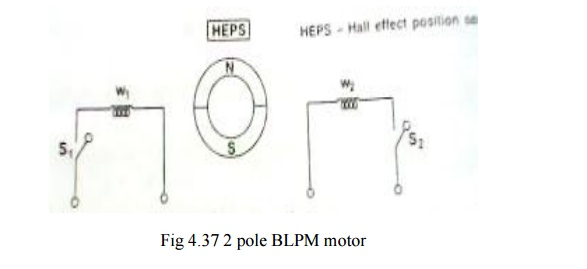 HEPS
HEPS - Hall effect position se
N
W₁
W₂
S₁
S₂
S
Fig 4.37 2 pole BLPM motor